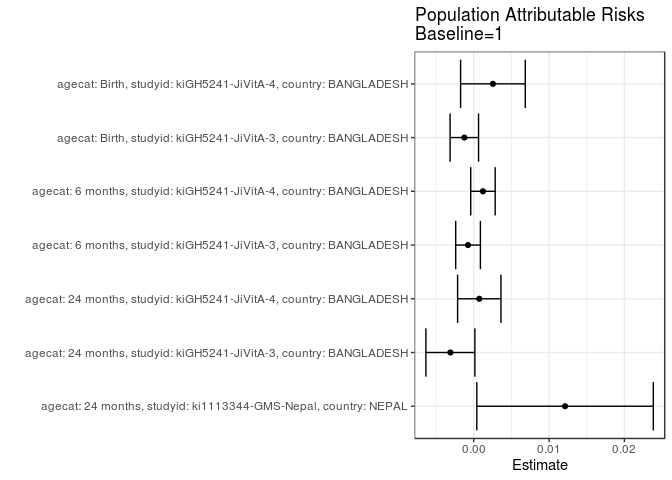 Population Attributable Risks
Baseline=1
agecat: Birth, studyid: kiGH5241-JiVitA-4, country: BANGLADESH
agecat: Birth, studyid: kiGH5241-JiVitA-3, country: BANGLADESH
agecat: 6 months, studyid: kiGH5241-JiVitA-4, country: BANGLADESH
agecat: 6 months, studyid: kiGH5241-JiVitA-3, country: BANGLADESH
agecat: 24 months, studyid: kiGH5241-JiVitA-4, country: BANGLADESH
agecat: 24 months, studyid: kiGH5241-JiVitA-3, country: BANGLADESH
agecat: 24 months, studyid: ki1113344-GMS-Nepal, country: NEPAL
0.00 0.01 0.02
Estimate